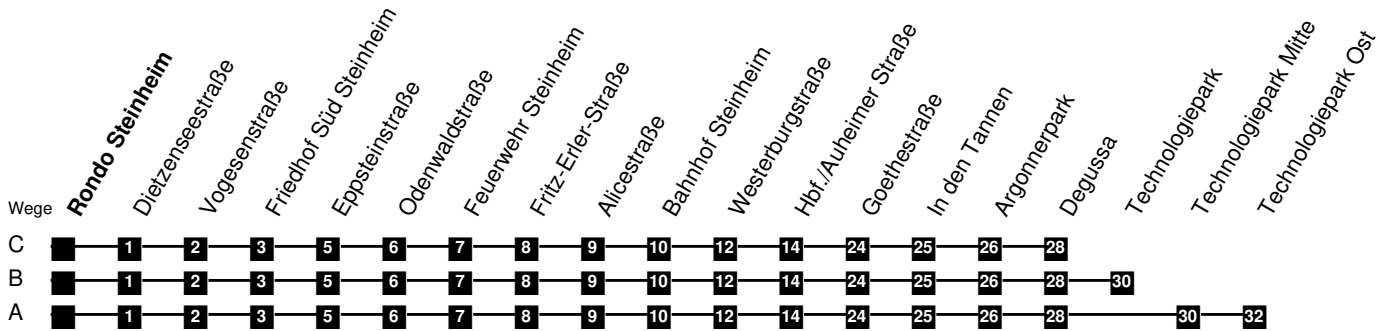 Rondo Steinheim
Dietzenseestraße
Vogesenstraße
Friedhof Süd Steinheim
Eppsteinstraße
Odenwaldstraße
Feuerwehr Steinheim
Fritz-Erler-Straße
Alicestraße
Bahnhof Steinheim
Westerburgstraße
Hbf./Auheimer Straße
Goethestraße
In den Tannen
Argonnerpark
Degussa
Technologiepark
Technologiepark Mitte
Technologiepark Ost
Wege
C 1 2 3 5 6 7 8 9 10 12 14 24 25 26 28
B 1 2 3 5 6 7 8 9 10 12 14 24 25 26 28 30
A 1 2 3 5 6 7 8 9 10 12 14 24 25 26 28 30 32